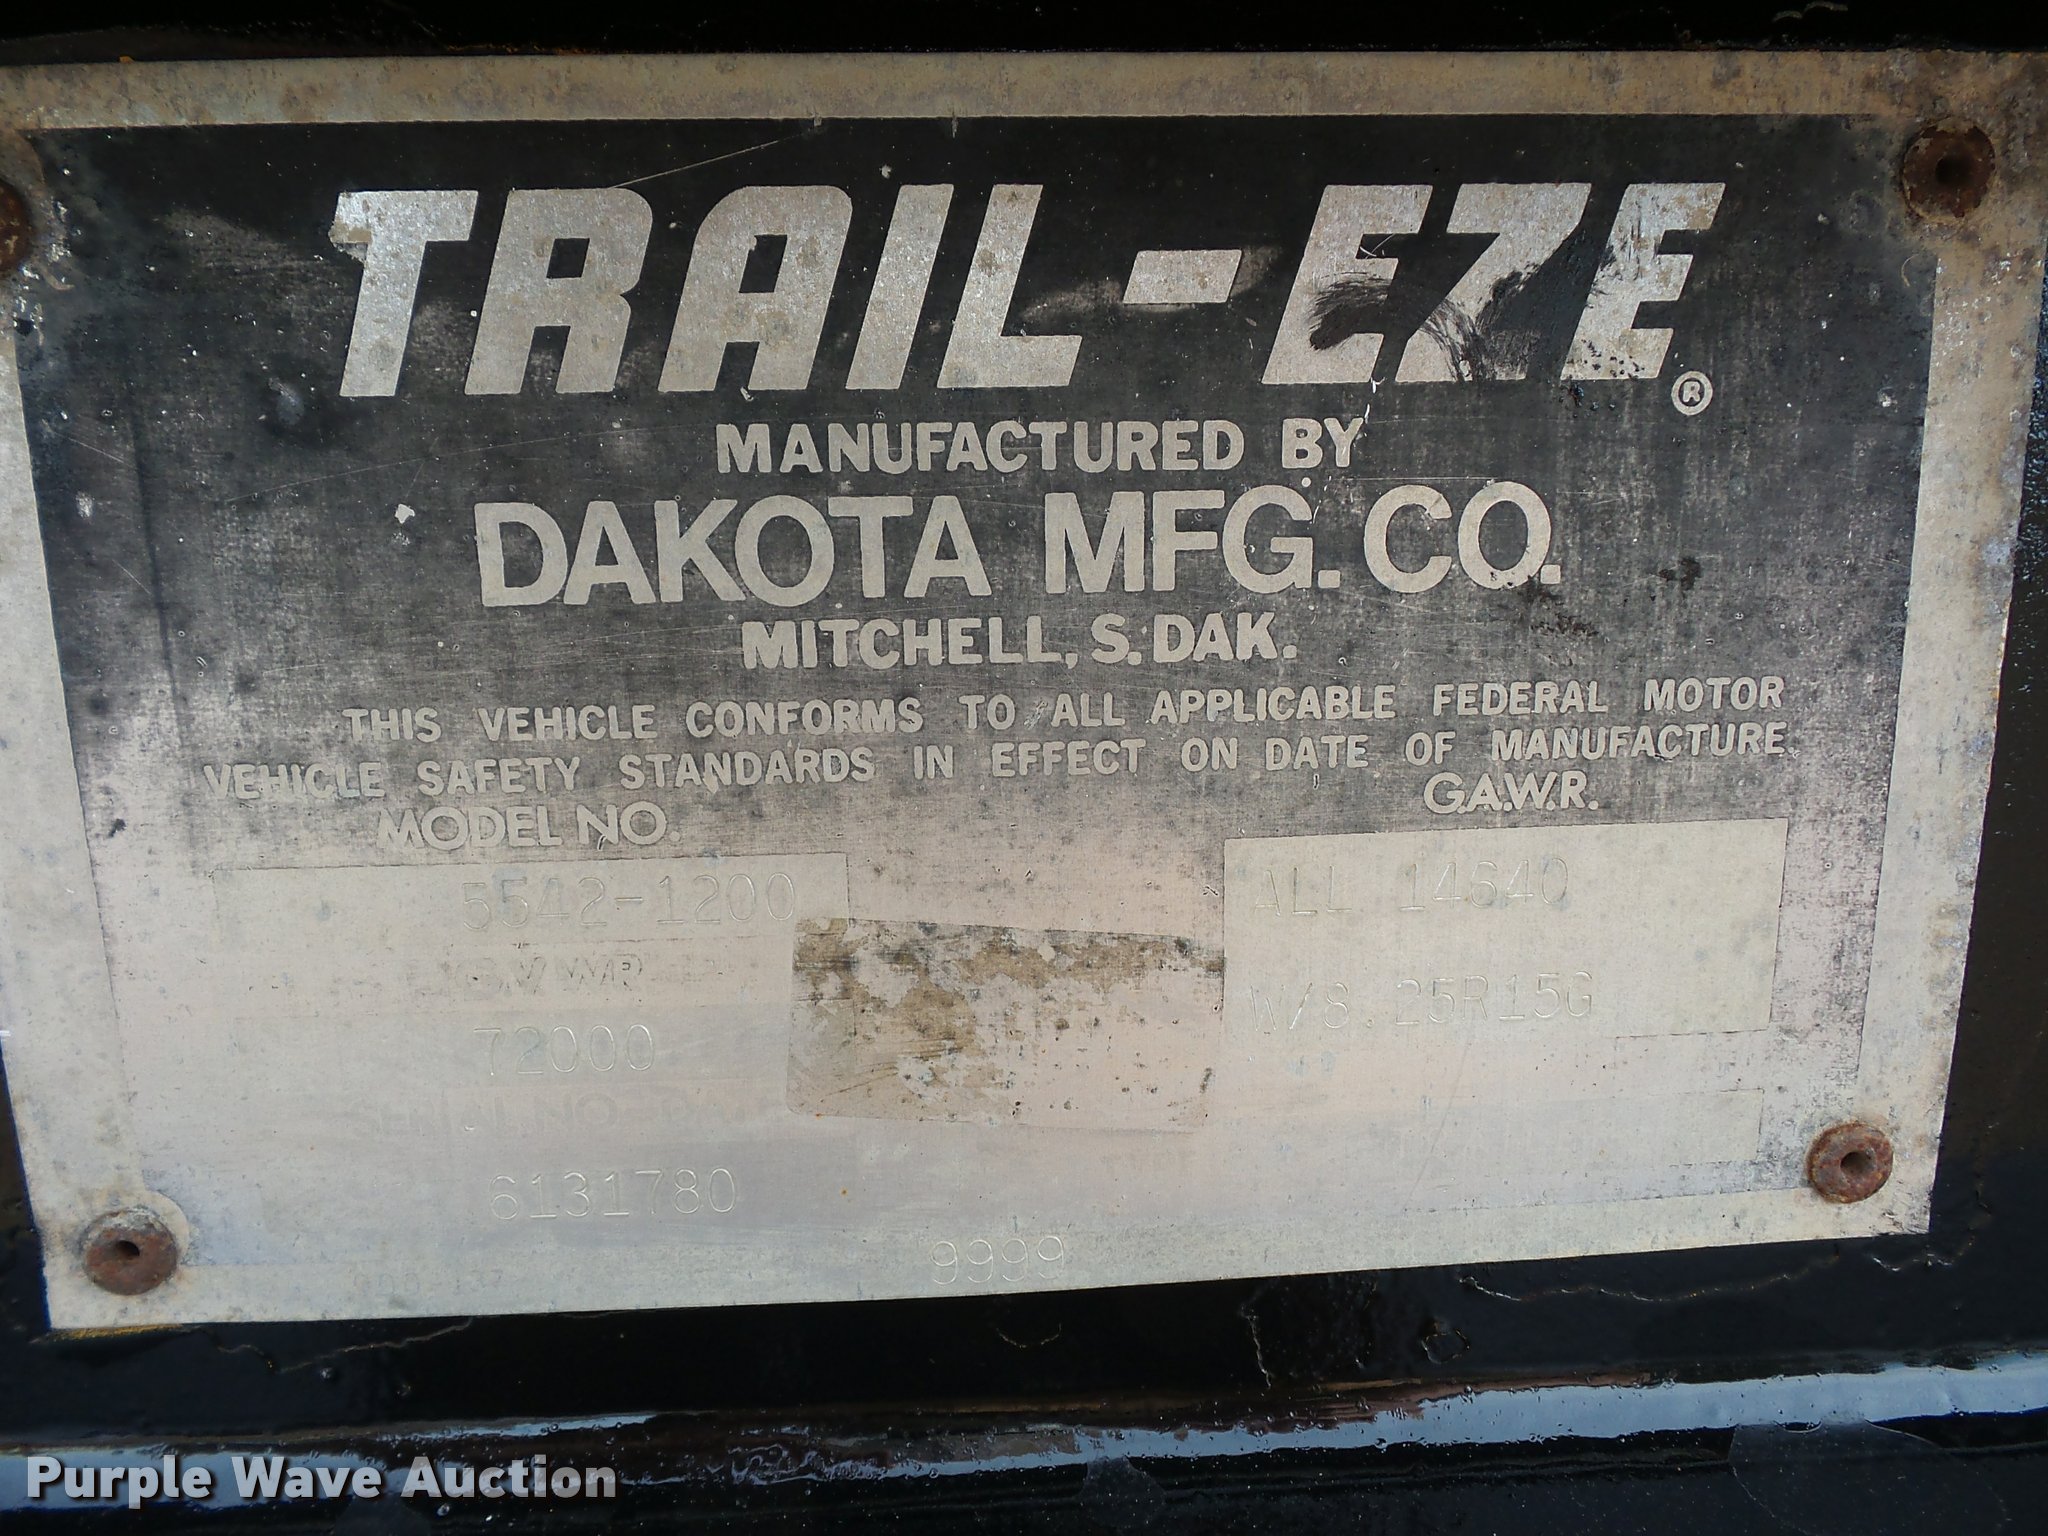 TRAIL-EZE®
MANUFACTURED BY
DAKOTA MFG. CO.
MITCHELL, S. DAK.
THIS VEHICLE CONFORMS TO ALL APPLICABLE FEDERAL MOTOR
VEHICLE SAFETY STANDARDS IN EFFECT ON DATE OF MANUFACTURE.
MODEL NO. G.A.W.R.
5542-1200 ALL 14640
GVWR W/8.25R15G
72000
6131780
9999
Purple Wave Auction